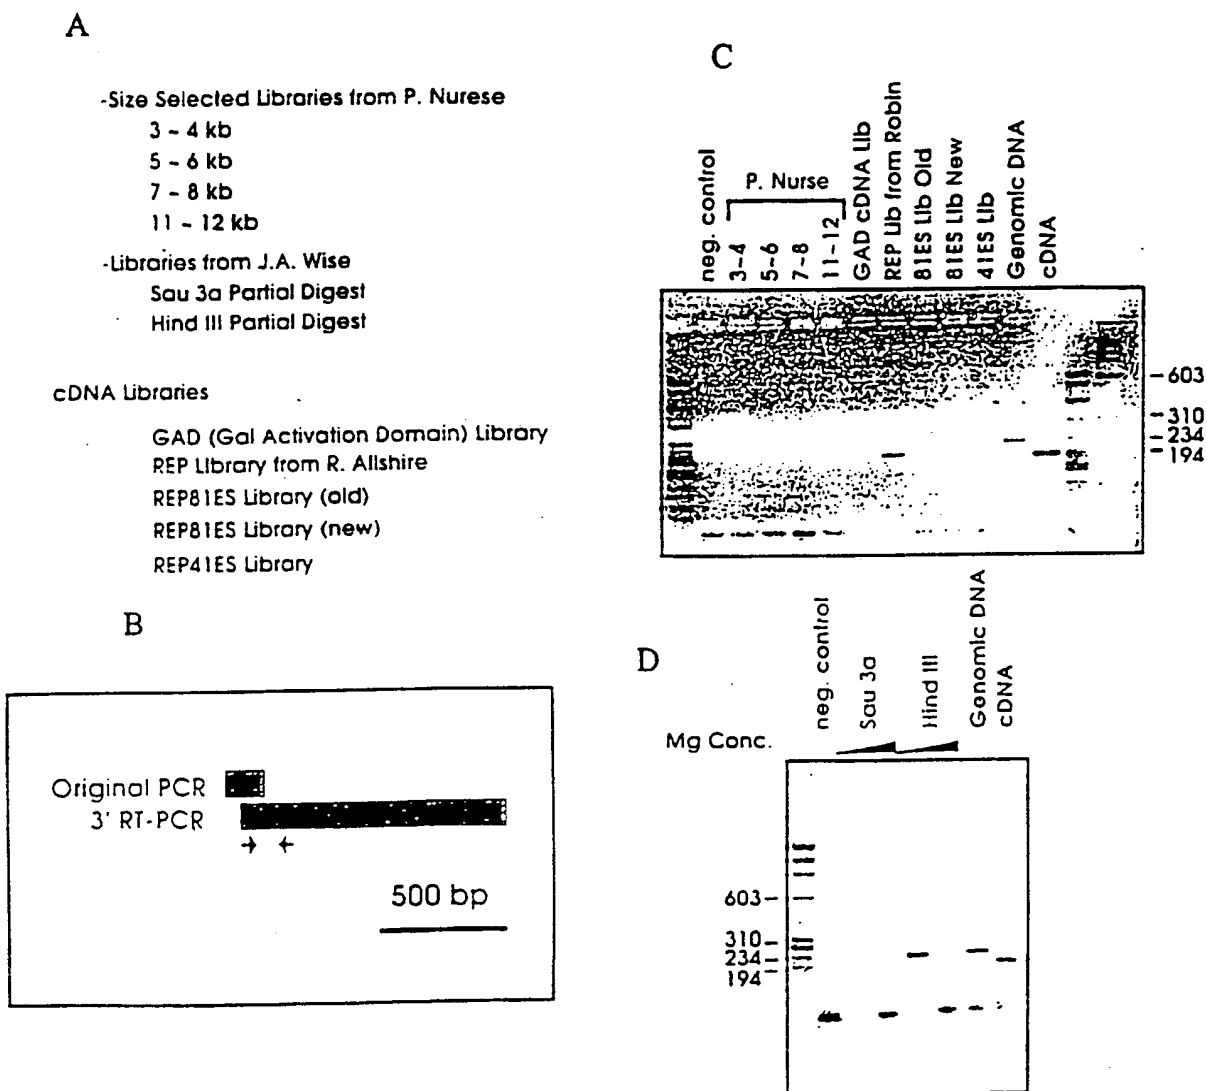 A
-Size Selected Libraries from P. Nurese
3 - 4 kb
5 - 6 kb
7 - 8 kb
11 - 12 kb
-Libraries from J.A. Wise
Sau 3a Partial Digest
Hind III Partial Digest
cDNA Libraries
GAD (Gal Activation Domain) Library
REP Library from R. Allshire
REP81ES Library (old)
REP81ES Library (new)
REP41ES Library
B
Original PCR
3' RT-PCR
500 bp
C
neg. control
P. Nurse
3-4
5-6
7-8
11-12
GAD cDNA Lib
REP Lib from Robin
81ES Lib Old
81ES Lib New
41ES Lib
Genomic DNA
cDNA
603
310
234
194
D
neg. control
Sau 3a
Hind III
Genomic DNA
cDNA
Mg Conc.
603
310
234
194